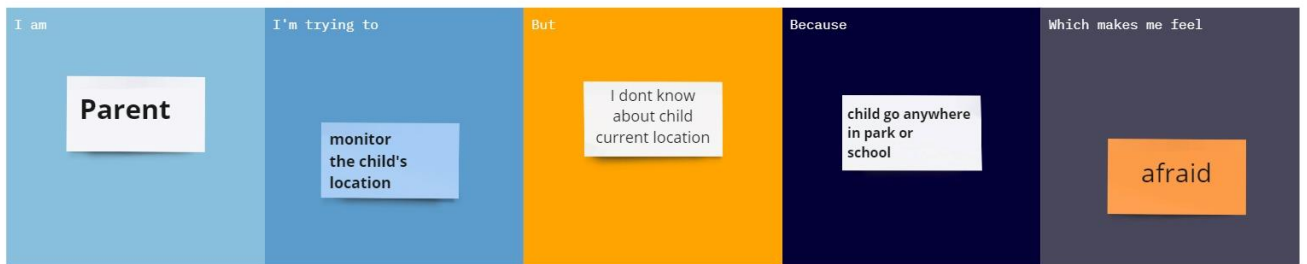 I am
Parent
I'm trying to
monitor
the child's
location
But
I dont know
about child
current location
Because
child go anywhere
in park or
school
Which makes me feel
afraid